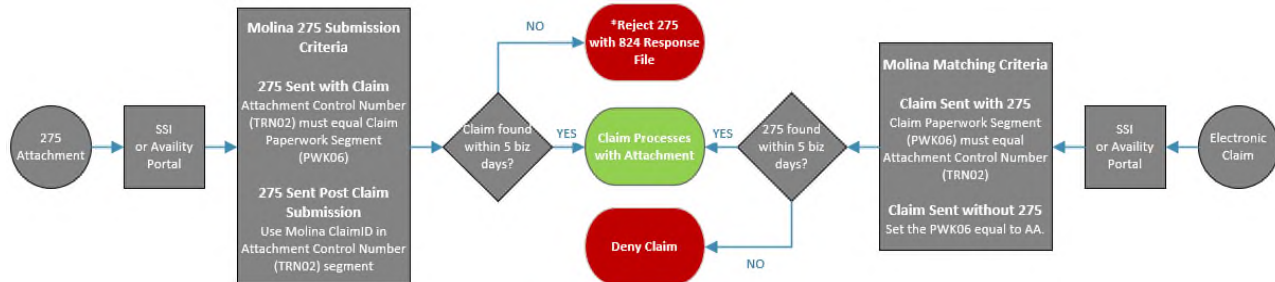 275
Attachment
SSI
or Availity
Portal
Molina 275 Submission
Criteria
275 Sent with Claim
Attachment Control Number
(TRN02) must equal Claim
Paperwork Segment
(PWK06)
275 Sent Post Claim
Submission
Use Molina ClaimID in
Attachment Control Number
(TRN02) segment
Claim found
within 5 biz
days?
NO
*Reject 275
with 824 Response
File
YES
Claim Processes
with Attachment
YES
275 found
within 5 biz
days?
NO
Deny Claim
Molina Matching Criteria
Claim Sent with 275
Claim Paperwork Segment
(PWK06) must equal
Attachment Control Number
(TRN02)
Claim Sent without 275
Set the PWK06 equal to AA.
SSI
or Availity
Portal
Electronic
Claim